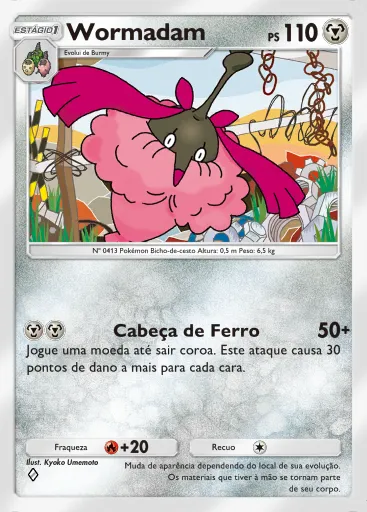 ESTÁGIO 1 Wormadam PS 110
Evolui de Burmy
Nº 0413 Pokémon Bicho-de-cesto Altura: 0,5 m Peso: 6,5 kg
Cabeça de Ferro 50+
Jogue uma moeda até sair coroa. Este ataque causa 30
pontos de dano a mais para cada cara.
Fraqueza +20 Recuo
Ilust. Kyoko Umemoto
Muda de aparência dependendo do local de sua evolução.
Os materiais que tiver à mão se tornam parte
de seu corpo.